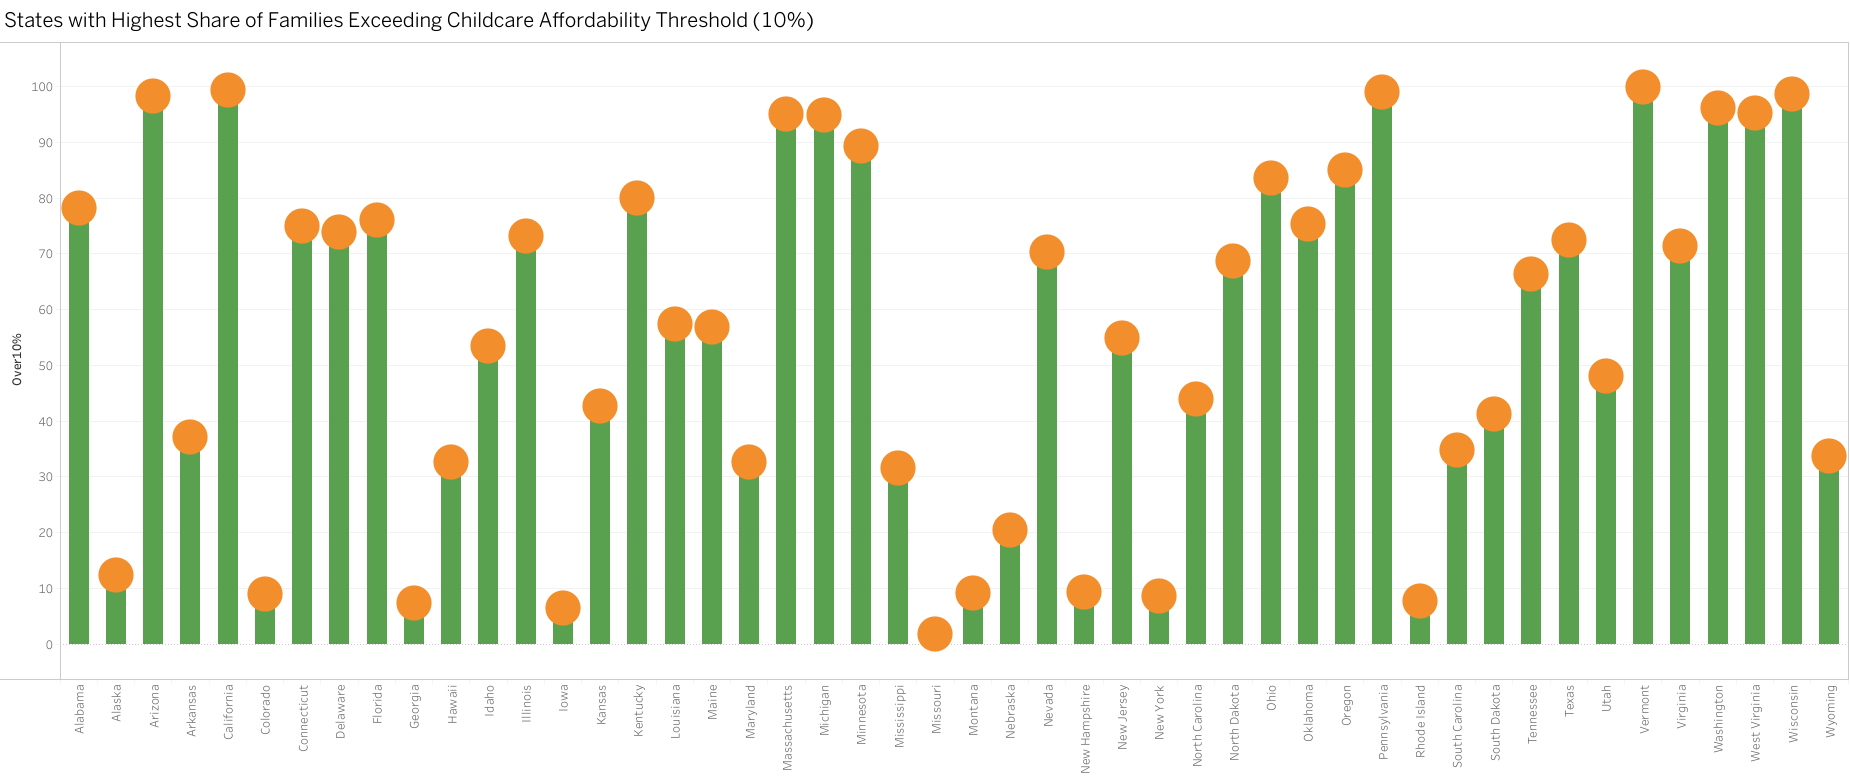 States with Highest Share of Families Exceeding Childcare Affordability Threshold (10%)
100
90
80
70
60
50
40
30
20
10
0
Over10%
Alabama
Alaska
Arizona
Arkansas
California
Colorado
Connecticut
Delaware
Florida
Georgia
Hawaii
Idaho
Illinois
Iowa
Kansas
Kentucky
Louisiana
Maine
Maryland
Massachusetts
Michigan
Minnesota
Mississippi
Missouri
Montana
Nebraska
Nevada
New Hampshire
New Jersey
New York
North Carolina
North Dakota
Ohio
Oklahoma
Oregon
Pennsylvania
Rhode Island
South Carolina
South Dakota
Tennessee
Texas
Utah
Vermont
Virginia
Washington
West Virginia
Wisconsin
Wyoming